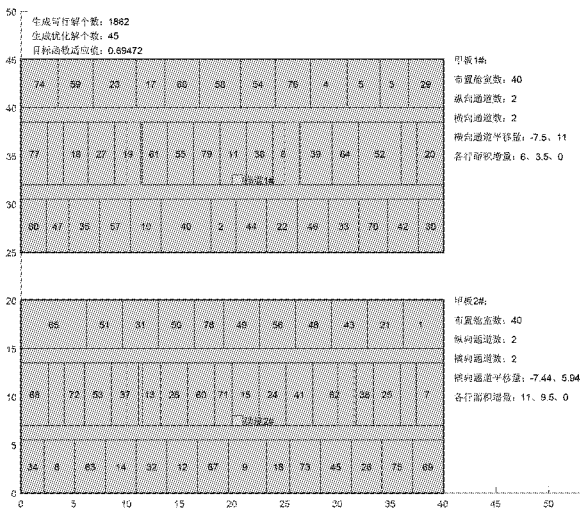 生成可行解个数：1862
生成优化解个数：45
目标函数适应值：0.69472
50
45
40
35
30
25
20
15
10
5
0
74 59 23 17 66 58 54 76 4 5 3 29
77 18 27 19 61 55 79 11 36 8 39 64 52 20
梯道1#
80 47 35 57 10 40 2 44 22 46 33 70 42 30
甲板1#：
布置舱室数：40
纵向通道数：2
横向通道数：2
横向通道平移量：-7.5、11
各行面积增量：6、3.5、0
65 51 31 50 78 49 56 48 43 21 1
68 72 53 37 13 25 60 71 15 24 41 62 38 25 7
梯道2#
34 6 63 14 32 12 67 9 16 73 45 26 75 69
甲板2#：
布置舱室数：40
纵向通道数：2
横向通道数：2
横向通道平移量：-7.44、5.94
各行面积增量：11、9.5、0
0 5 10 15 20 25 30 35 40 45 50